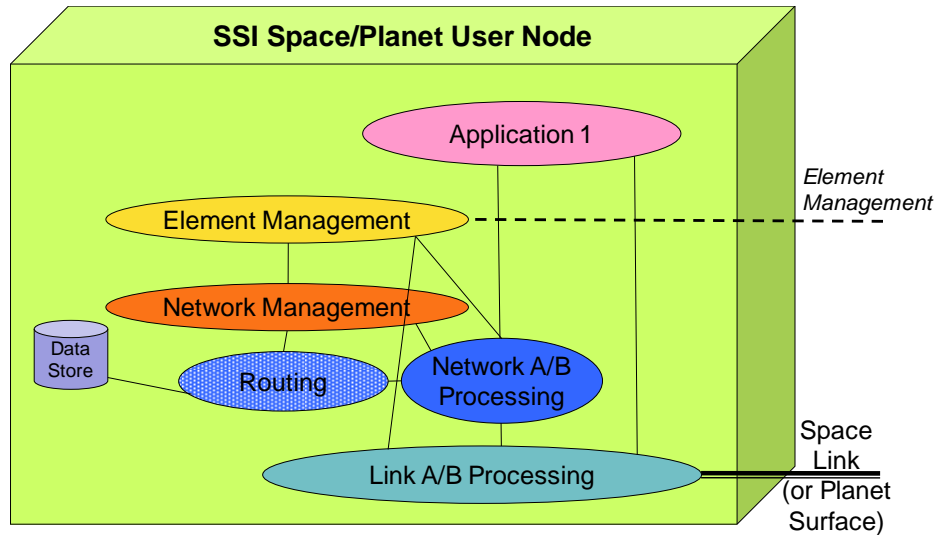 SSI Space/Planet User Node
Application 1
Element
Management
Element Management
Network Management
Data
Store
Routing
Network A/B
Processing
Link A/B Processing
Space
Link
(or Planet
Surface)